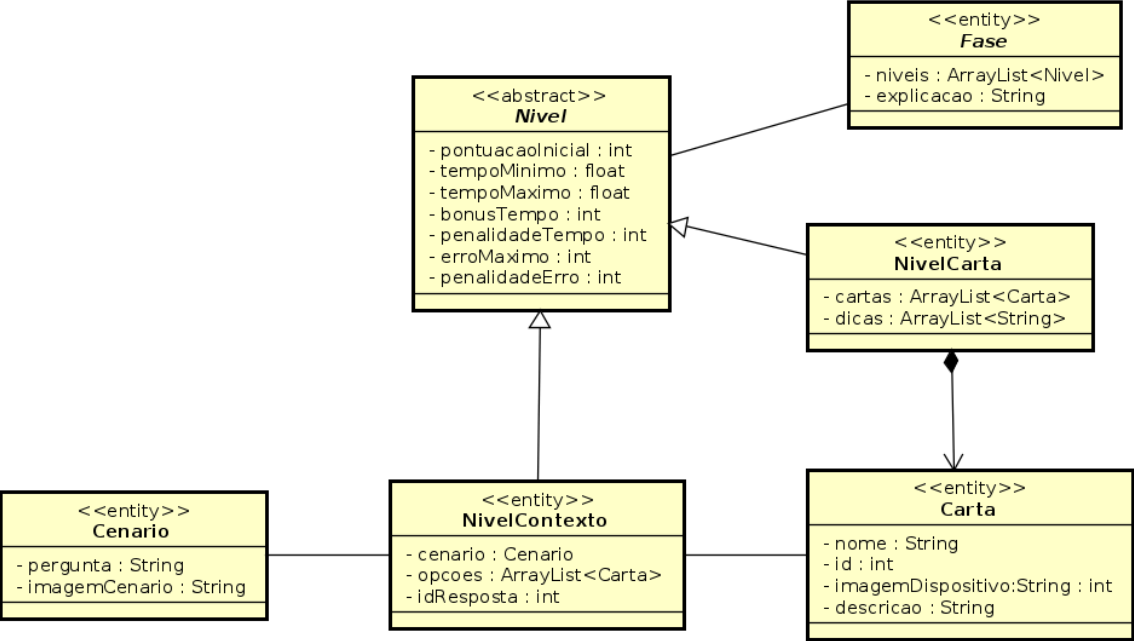 <<entity>>
Fase
- niveis : ArrayList<Nivel>
- explicacao : String
<<abstract>>
Nivel
- pontuacaoInicial : int
- tempoMinimo : float
- tempoMaximo : float
- bonusTempo : int
- penalidadeTempo : int
- erroMaximo : int
- penalidadeErro : int
<<entity>>
NivelCarta
- cartas : ArrayList<Carta>
- dicas : ArrayList<String>
<<entity>>
Cenario
- pergunta : String
- imagemCenario : String
<<entity>>
NivelContexto
- cenario : Cenario
- opcoes : ArrayList<Carta>
- idResposta : int
<<entity>>
Carta
- nome : String
- id : int
- imagemDispositivo:String : int
- descricao : String